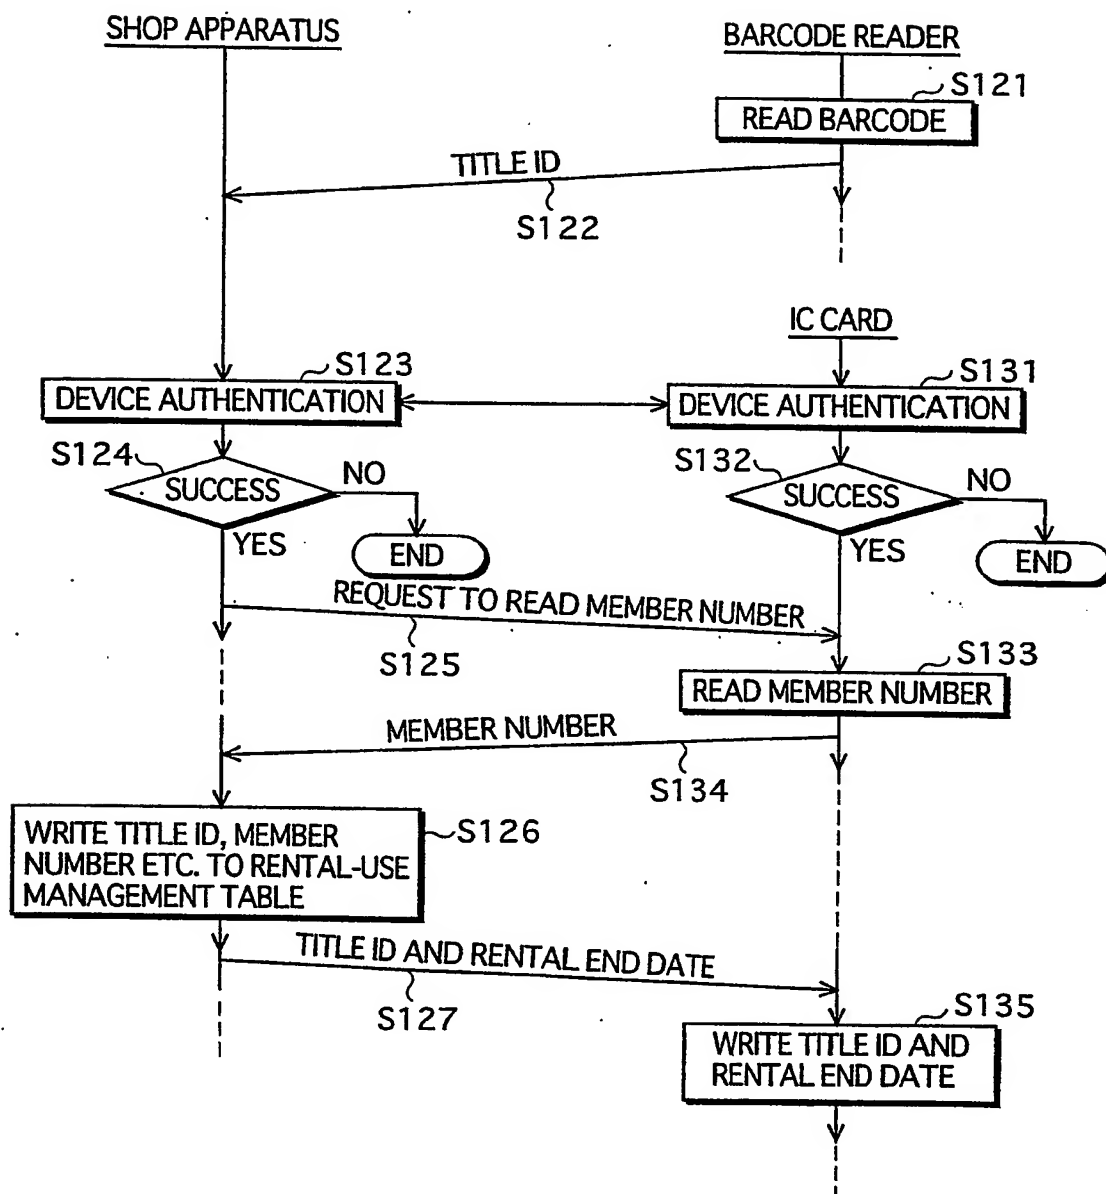 SHOP APPARATUS
BARCODE READER
S121
READ BARCODE
TITLE ID
S122
IC CARD
S123
DEVICE AUTHENTICATION
S131
DEVICE AUTHENTICATION
S124
SUCCESS
NO
YES
END
S132
SUCCESS
NO
YES
END
REQUEST TO READ MEMBER NUMBER
S125
S133
READ MEMBER NUMBER
MEMBER NUMBER
S134
S126
WRITE TITLE ID, MEMBER
NUMBER ETC. TO RENTAL-USE
MANAGEMENT TABLE
TITLE ID AND RENTAL END DATE
S127
S135
WRITE TITLE ID AND
RENTAL END DATE